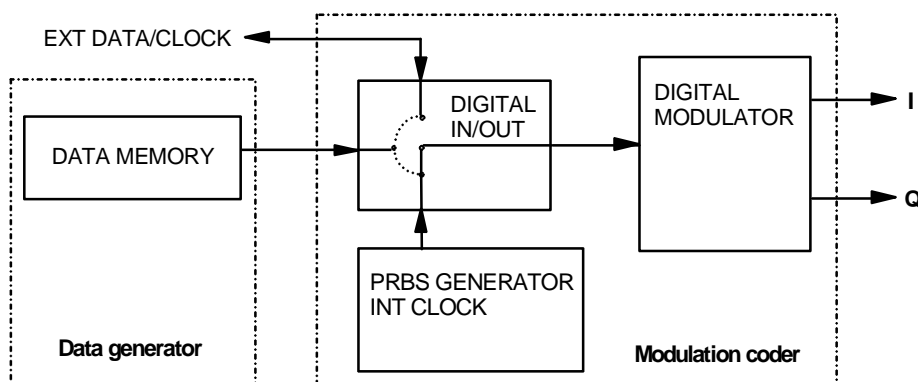 EXT DATA/CLOCK
DATA MEMORY
DIGITAL
IN/OUT
DIGITAL
MODULATOR
I
Q
PRBS GENERATOR
INT CLOCK
Data generator
Modulation coder